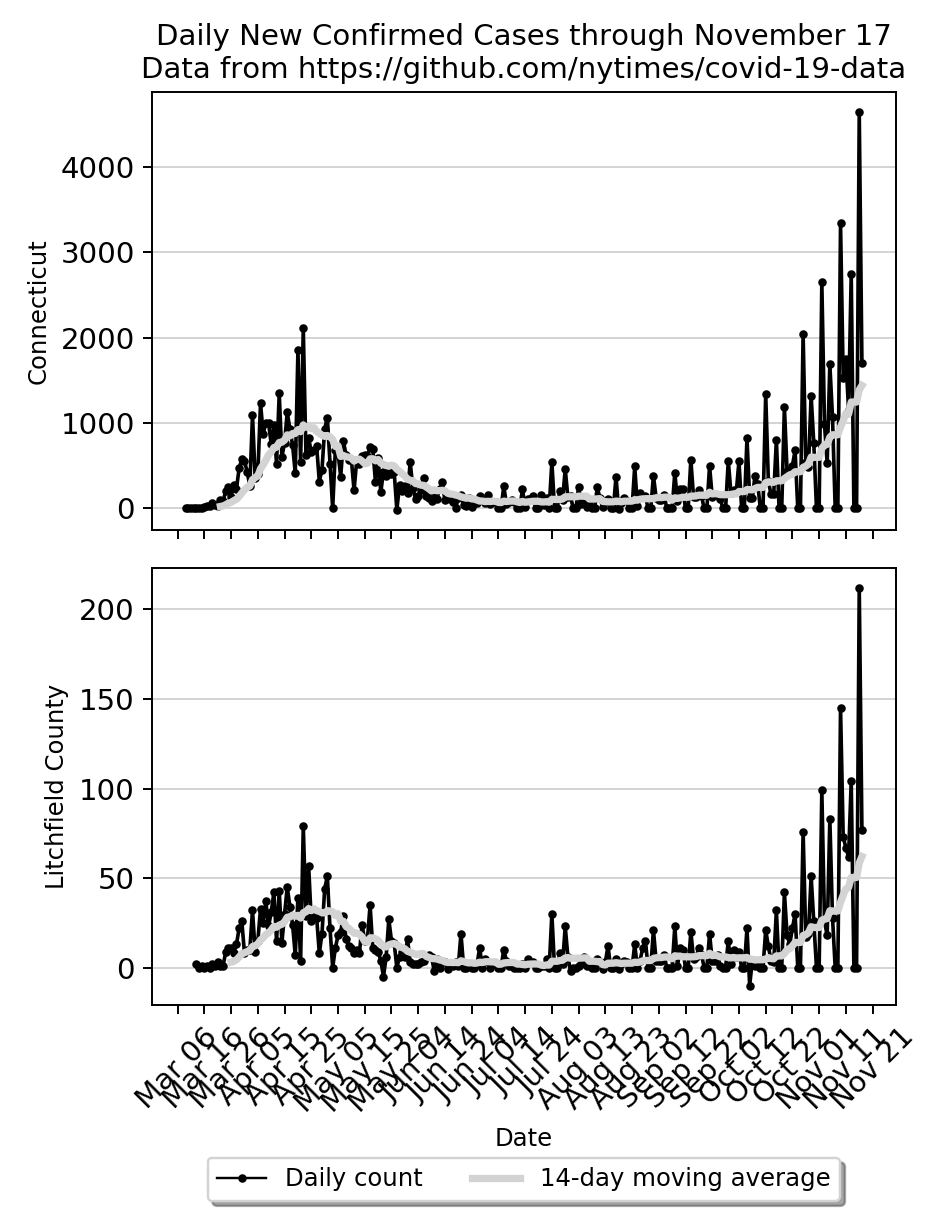 Daily New Confirmed Cases through November 17
Data from https://github.com/nytimes/covid-19-data
4000
3000
2000
1000
0
Connecticut
200
150
100
50
0
Litchfield County
Mar 06
Mar 16
Mar 26
Apr 05
Apr 15
Apr 25
May 05
May 15
May 25
Jun 04
Jun 14
Jun 24
Jul 04
Jul 14
Jul 24
Aug 03
Aug 13
Aug 23
Sep 02
Sep 12
Sep 22
Oct 02
Oct 12
Oct 22
Nov 01
Nov 11
Nov 21
Date
Daily count
14-day moving average